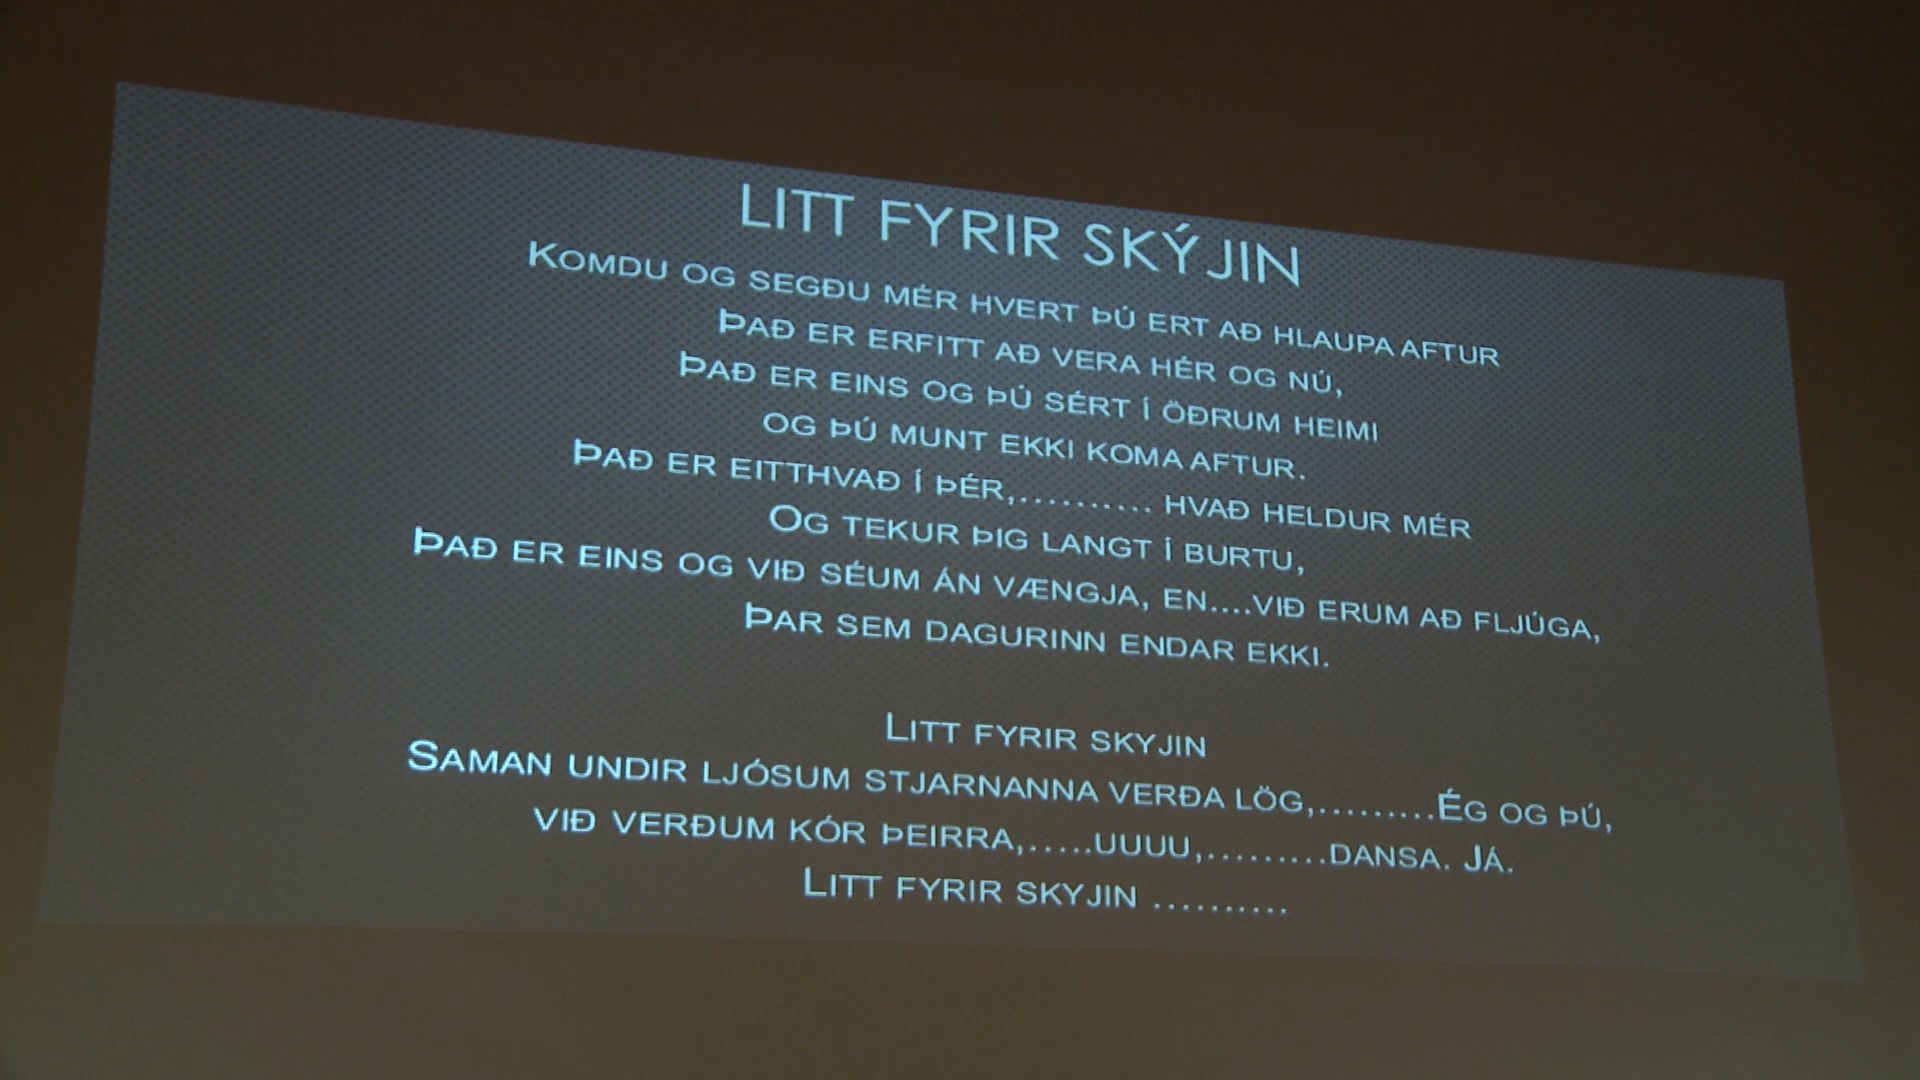 LITT FYRIR SKÝJIN
KOMDU OG SEGÐU MÉR HVERT ÞÚ ERT AÐ HLAUPA AFTUR
ÞAÐ ER ERFITT AÐ VERA HÉR OG NÚ,
ÞAÐ ER EINS OG ÞÚ SÉRT Í ÖÐRUM HEIMI
OG ÞÚ MUNT EKKI KOMA AFTUR.
ÞAÐ ER EITTHVAÐ Í ÞÉR,.......... HVAÐ HELDUR MÉR
OG TEKUR ÞIG LANGT Í BURTU,
ÞAÐ ER EINS OG VIÐ SÉUM ÁN VÆNGJA, EN....VIÐ ERUM AÐ FLJÚGA,
ÞAR SEM DAGURINN ENDAR EKKI.
LITT FYRIR SKYJIN
SAMAN UNDIR LJÓSUM STJARNANNA VERÐA LÖG,.........ÉG OG ÞÚ,
VIÐ VERÐUM KÓR ÞEIRRA,.....UUUU,.........DANSA. JÁ.
LITT FYRIR SKYJIN ..........